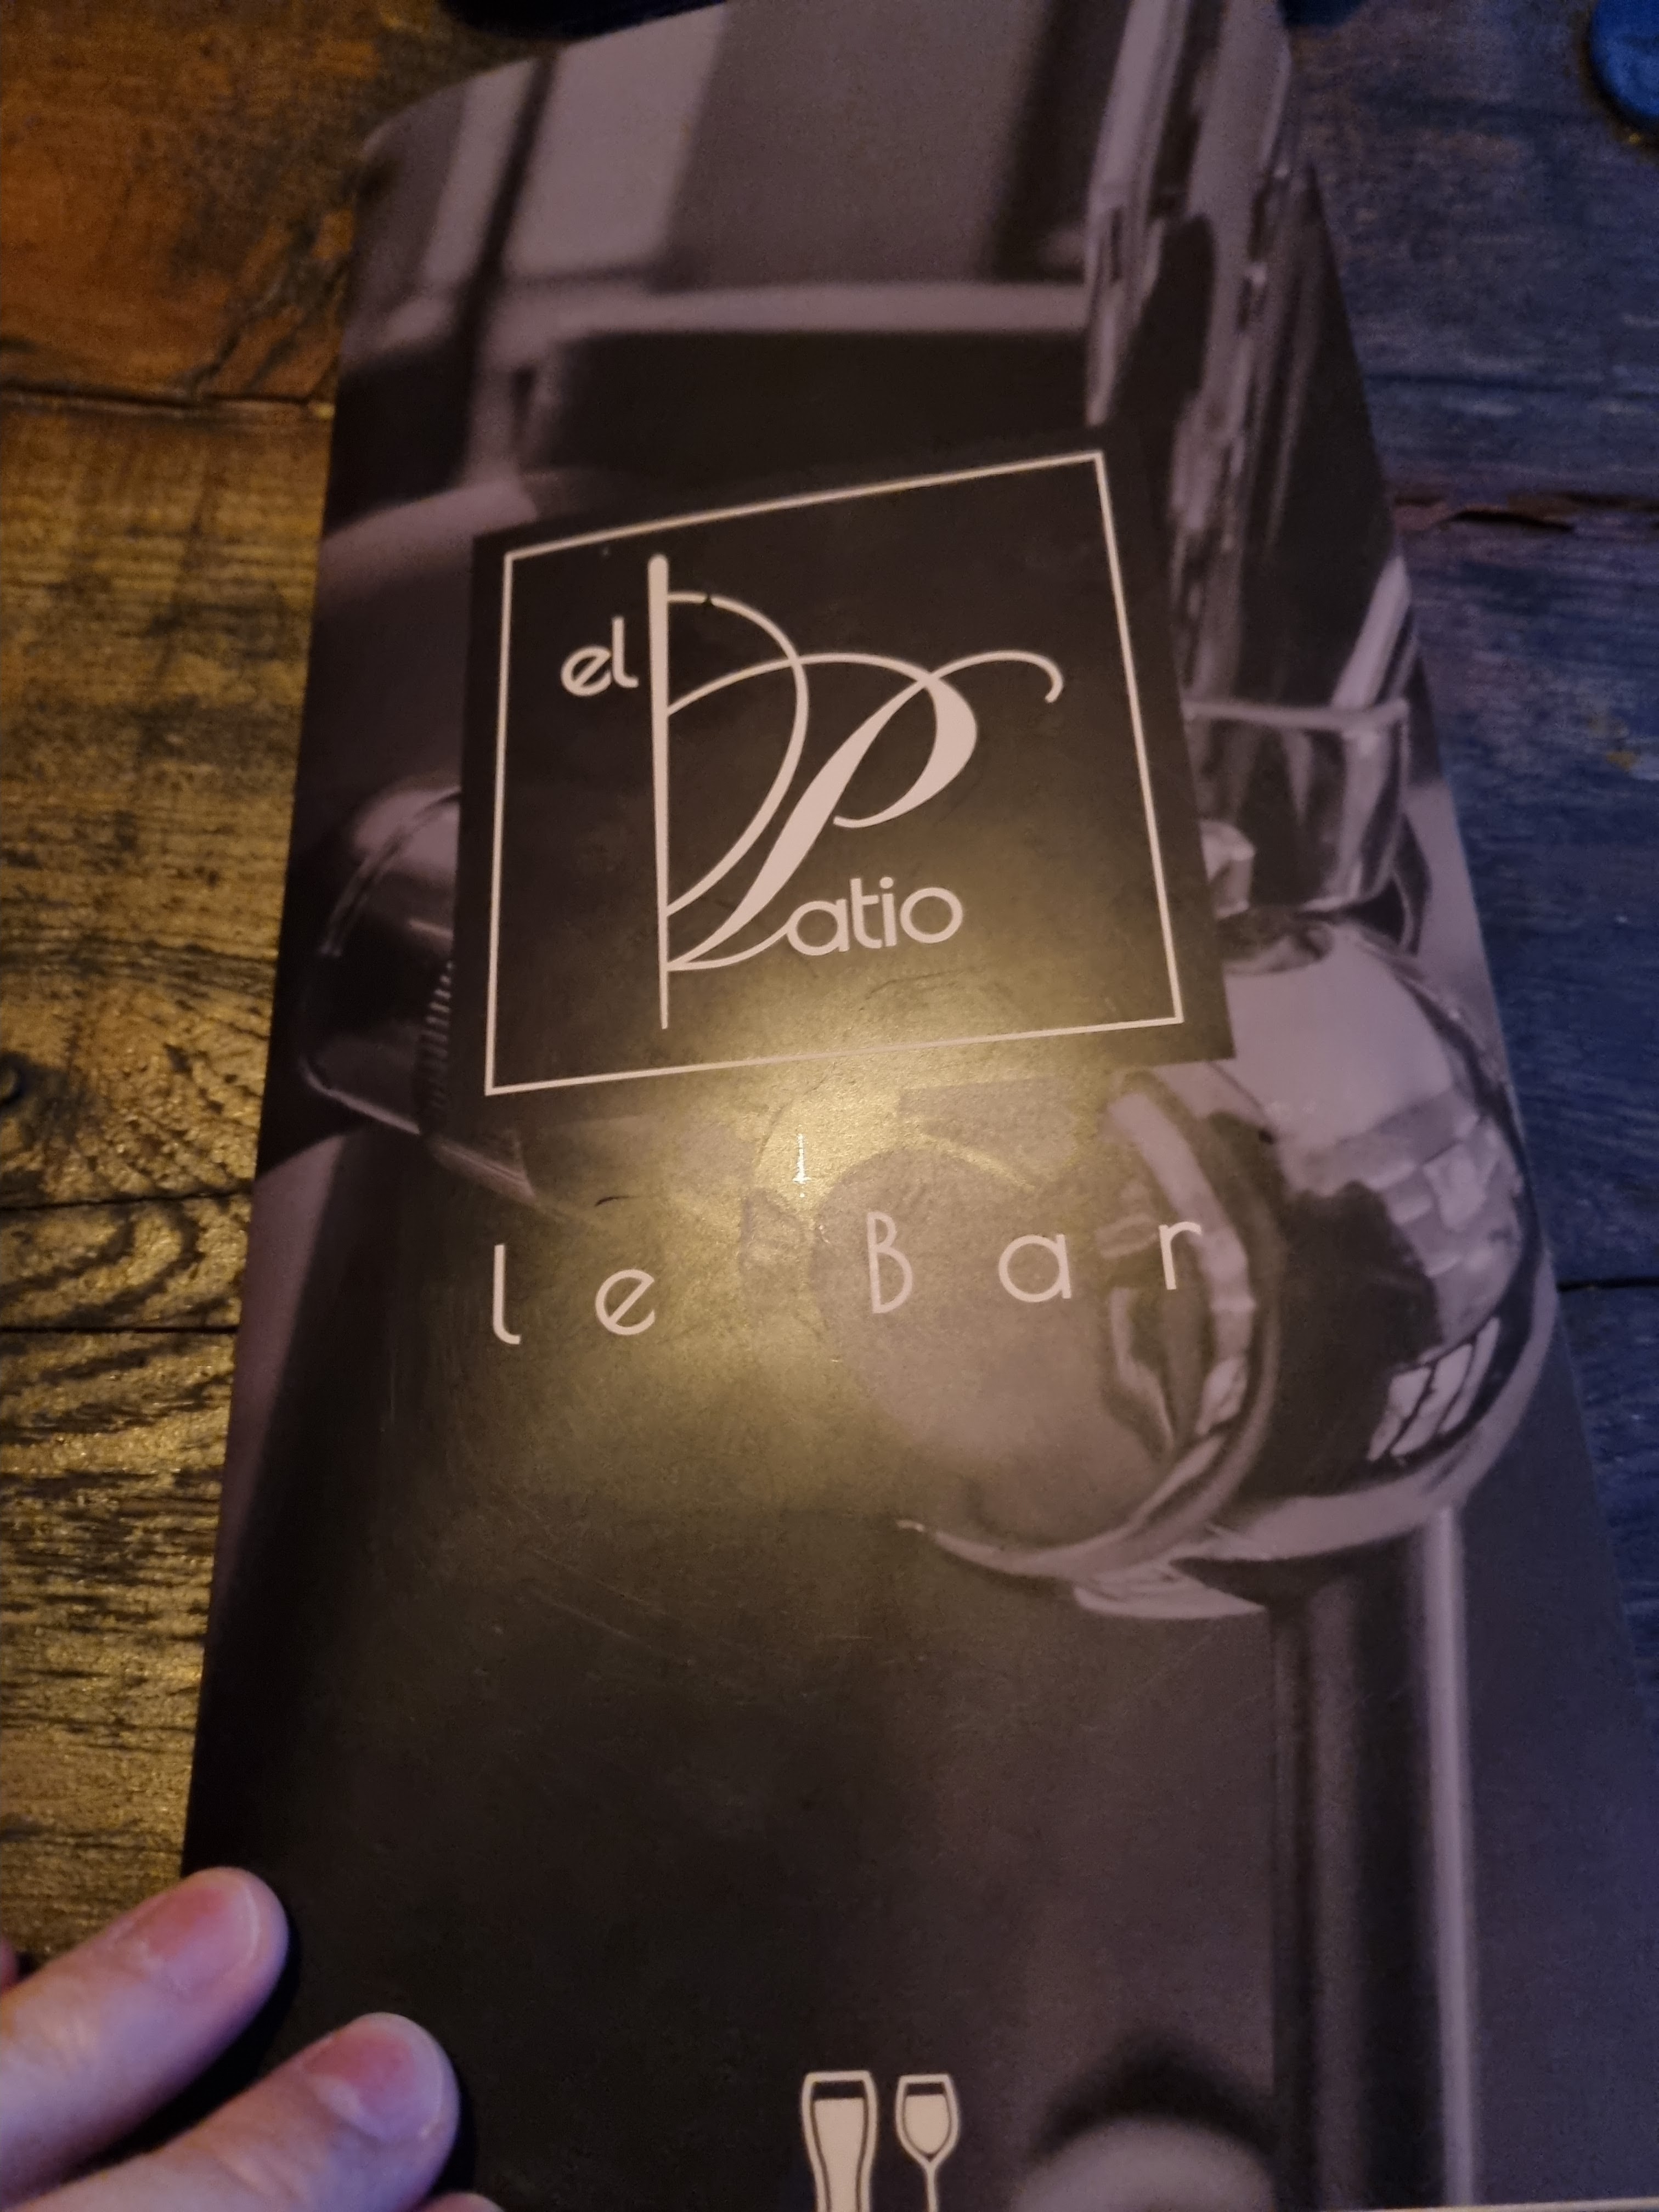 el
Patio
le Bar